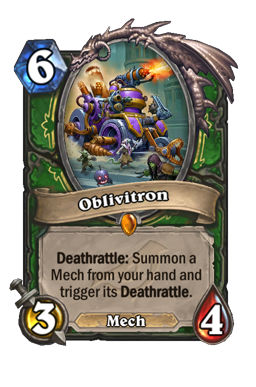 6
Oblivitron
Deathrattle: Summon a
Mech from your hand and
trigger its Deathrattle.
3
Mech
4